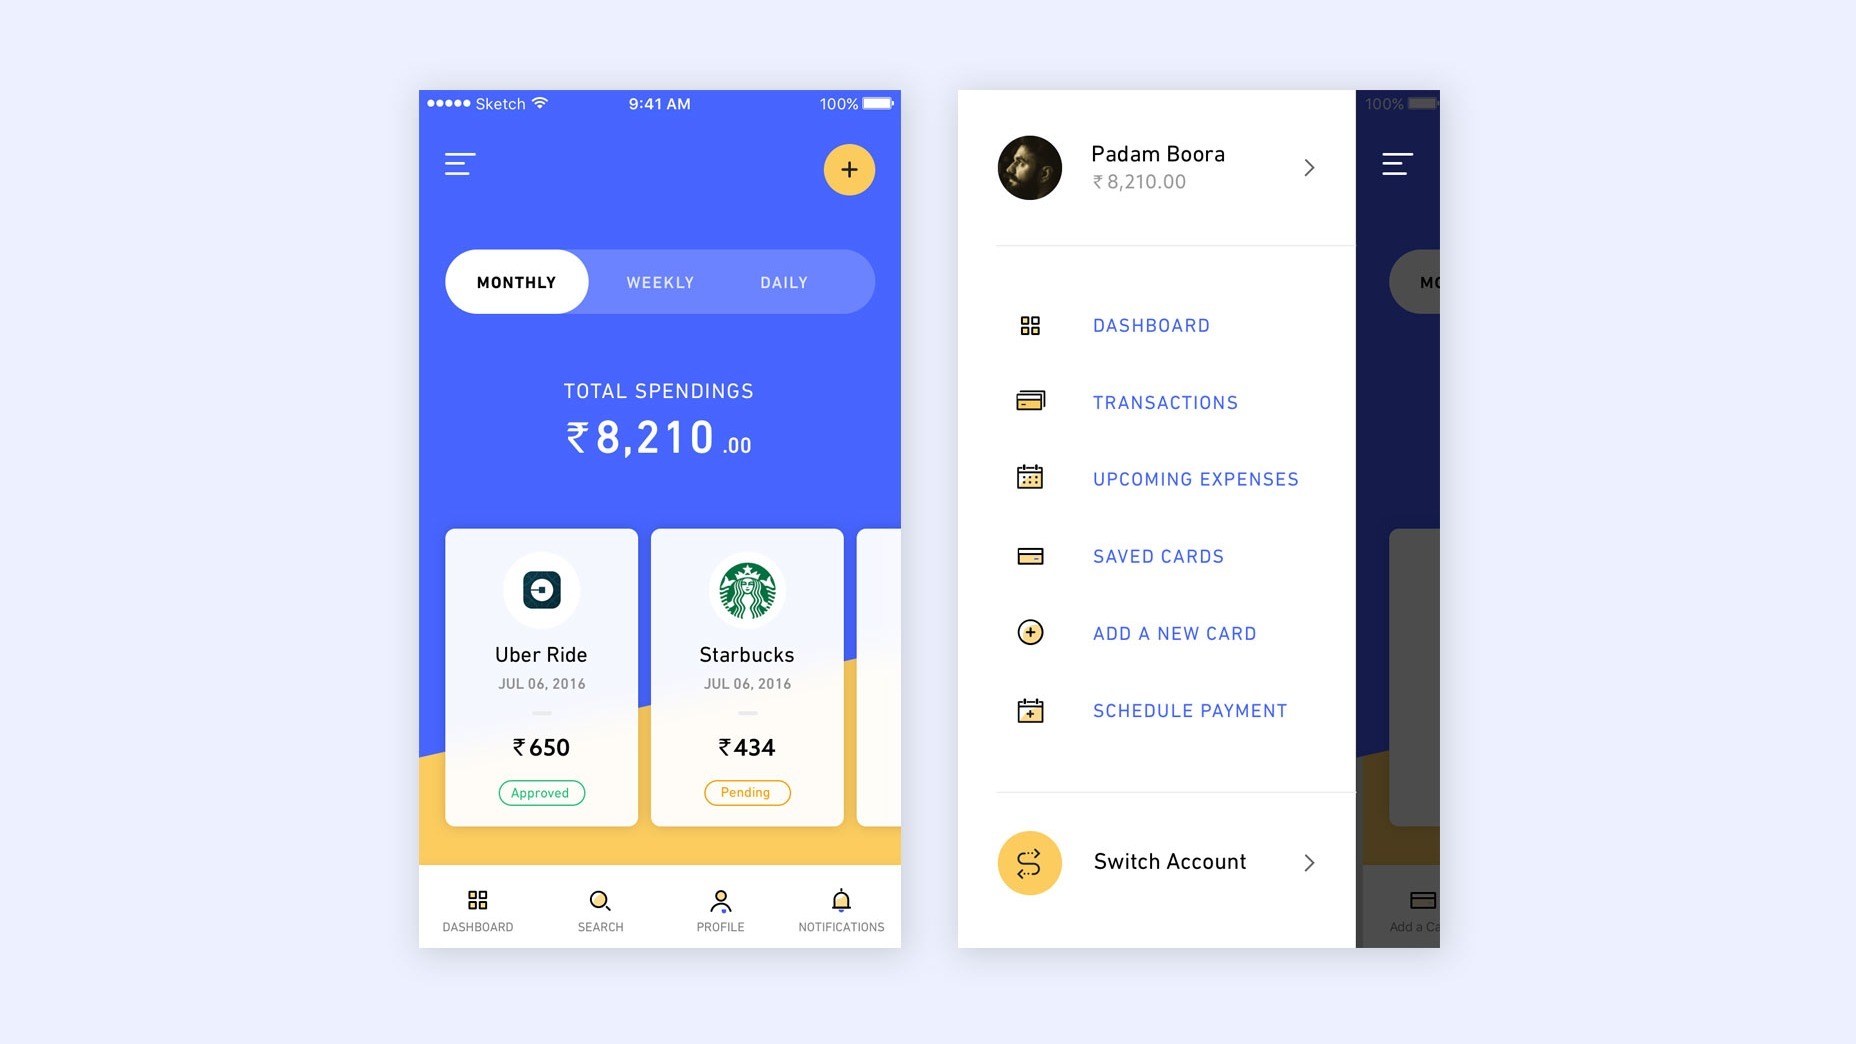 Sketch
9:41 AM
100%
MONTHLY
WEEKLY
DAILY
TOTAL SPENDINGS
₹8,210 .00
Uber Ride
JUL 06, 2016
₹650
Approved
Starbucks
JUL 06, 2016
₹434
Pending
DASHBOARD
SEARCH
PROFILE
NOTIFICATIONS
Padam Boora
₹8,210.00
DASHBOARD
TRANSACTIONS
UPCOMING EXPENSES
SAVED CARDS
ADD A NEW CARD
SCHEDULE PAYMENT
Switch Account
100%
MO
Add a Ca